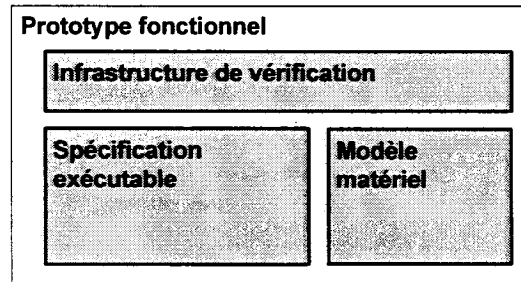 Prototype fonctionnel
Infrastructure de vérification
Spécification
exécutable
Modèle
matériel